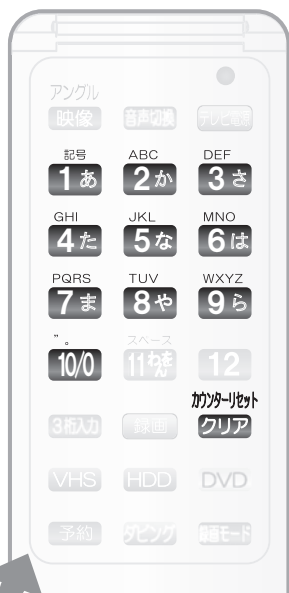 アングル
映像 音声切換 テレビ電源
記号 ABC DEF
1あ 2か 3さ
GHI JKL MNO
4た 5な 6は
PQRS TUV WXYZ
7ま 8や 9ら
゛。 スペース
10/0 11わをん 12
カウンターリセット
3桁入力 録画 クリア
VHS HDD DVD
予約 ダビング 録画モード